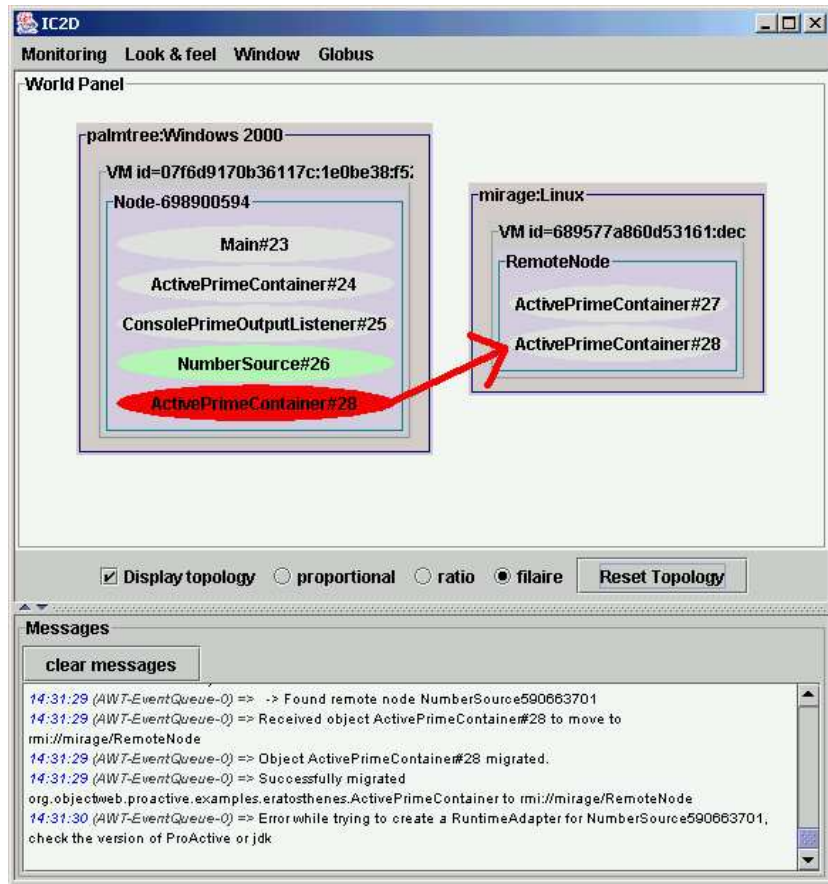 IC2D
Monitoring Look & feel Window Globus
World Panel
palmtree:Windows 2000
VM id=07f6d9170b36117c:1e0be38:f52
Node-698900594
Main#23
ActivePrimeContainer#24
ConsolePrimeOutputListener#25
NumberSource#26
ActivePrimeContainer#28
mirage:Linux
VM id=689577a860d53161:dec
RemoteNode
ActivePrimeContainer#27
ActivePrimeContainer#28
Display topology proportional ratio filaire Reset Topology
Messages
clear messages
14:31:29 (AWT-EventQueue-0) => -> Found remote node NumberSource590663701
14:31:29 (AWT-EventQueue-0) => Received object ActivePrimeContainer#28 to move to
rmi://mirage/RemoteNode
14:31:29 (AWT-EventQueue-0) => Object ActivePrimeContainer#28 migrated.
14:31:29 (AWT-EventQueue-0) => Successfully migrated
org.objectweb.proactive.examples.eratosthenes.ActivePrimeContainer to rmi://mirage/RemoteNode
14:31:30 (AWT-EventQueue-0) => Error while trying to create a RuntimeAdapter for NumberSource590663701,
check the version of ProActive or jdk